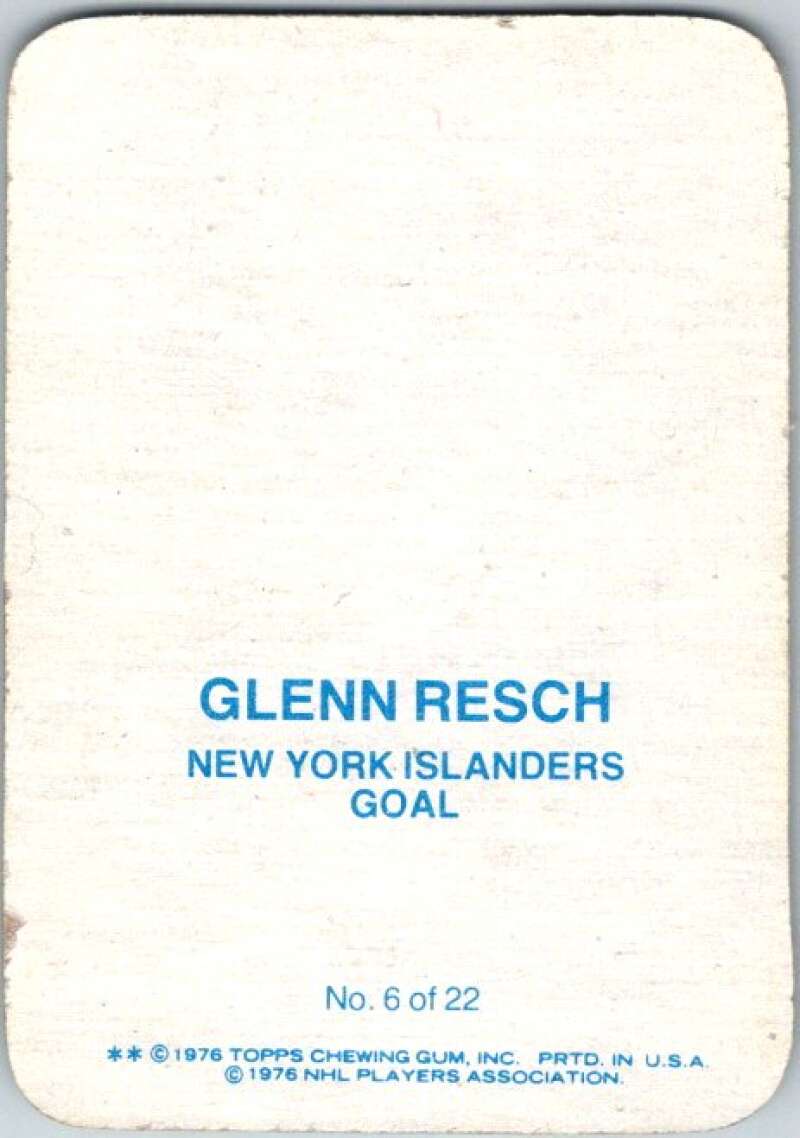 GLENN RESCH
NEW YORK ISLANDERS
GOAL
No. 6 of 22
** © 1976 TOPPS CHEWING GUM, INC. PRTD. IN U.S.A.
© 1976 NHL PLAYERS ASSOCIATION.